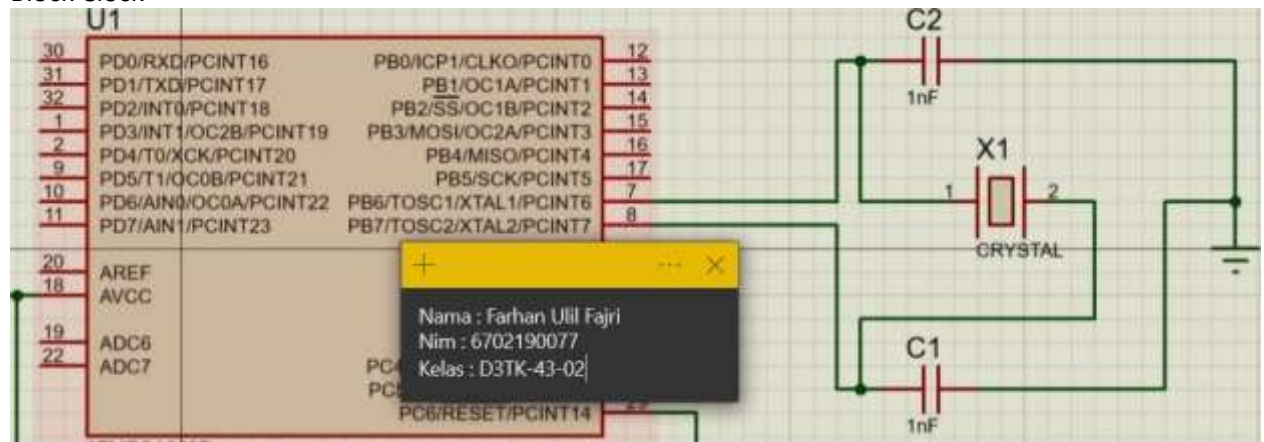 U1
30 PD0/RXD/PCINT16 PB0/ICP1/CLKO/PCINT0 12
31 PD1/TXD/PCINT17 PB1/OC1A/PCINT1 13
32 PD2/INT0/PCINT18 PB2/SS/OC1B/PCINT2 14
1 PD3/INT1/OC2B/PCINT19 PB3/MOSI/OC2A/PCINT3 15
2 PD4/T0/XCK/PCINT20 PB4/MISO/PCINT4 16
9 PD5/T1/OC0B/PCINT21 PB5/SCK/PCINT5 17
10 PD6/AIN0/OC0A/PCINT22 PB6/TOSC1/XTAL1/PCINT6 7
11 PD7/AIN1/PCINT23 PB7/TOSC2/XTAL2/PCINT7 8
20 AREF
18 AVCC
19 ADC6
22 ADC7
PC6/RESET/PCINT14
Nama : Farhan Ulil Fajri
Nim : 6702190077
Kelas : D3TK-43-02
C2
1nF
X1
1 2
CRYSTAL
C1
1nF